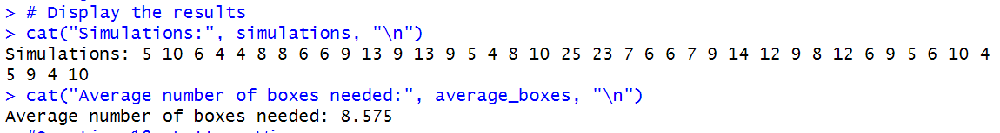 > # Display the results
> cat("Simulations:", simulations, "\n")
Simulations: 5 10 6 4 4 8 8 6 6 9 13 9 13 9 5 4 8 10 25 23 7 6 6 7 9 14 12 9 8 12 6 9 5 6 10 4
5 9 4 10
> cat("Average number of boxes needed:", average_boxes, "\n")
Average number of boxes needed: 8.575